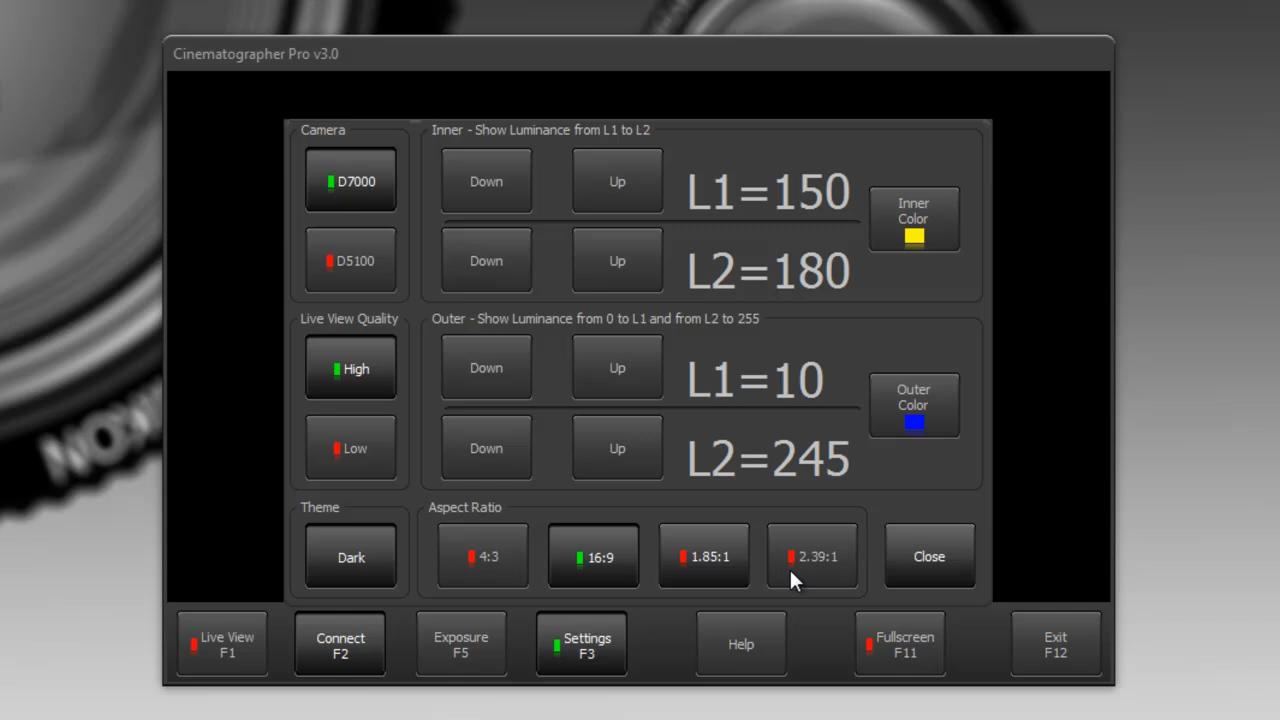 Cinematographer Pro v3.0
Camera
Inner - Show Luminance from L1 to L2
D7000
Down
Up
L1=150
Inner
Color
D5100
Down
Up
L2=180
Live View Quality
Outer - Show Luminance from 0 to L1 and from L2 to 255
High
Down
Up
L1=10
Outer
Color
Low
Down
Up
L2=245
Theme
Aspect Ratio
Dark
4:3
16:9
1.85:1
2.39:1
Close
Live View
F1
Connect
F2
Exposure
F5
Settings
F3
Help
Fullscreen
F11
Exit
F12